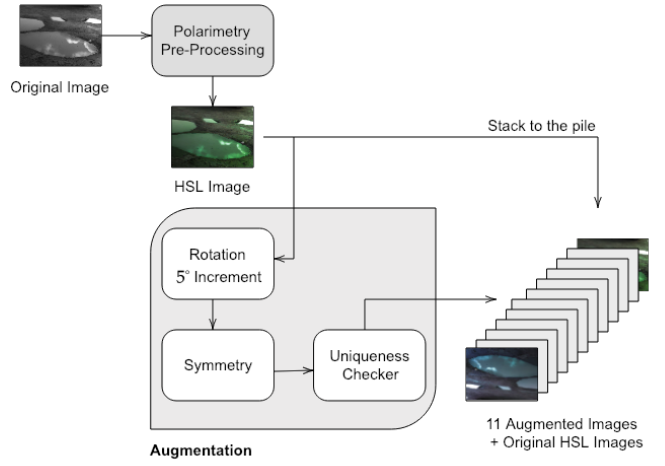 Polarimetry
Pre-Processing
Original Image
Stack to the pile
HSL Image
Rotation
5° Increment
Symmetry
Uniqueness
Checker
11 Augmented Images
+ Original HSL Images
Augmentation